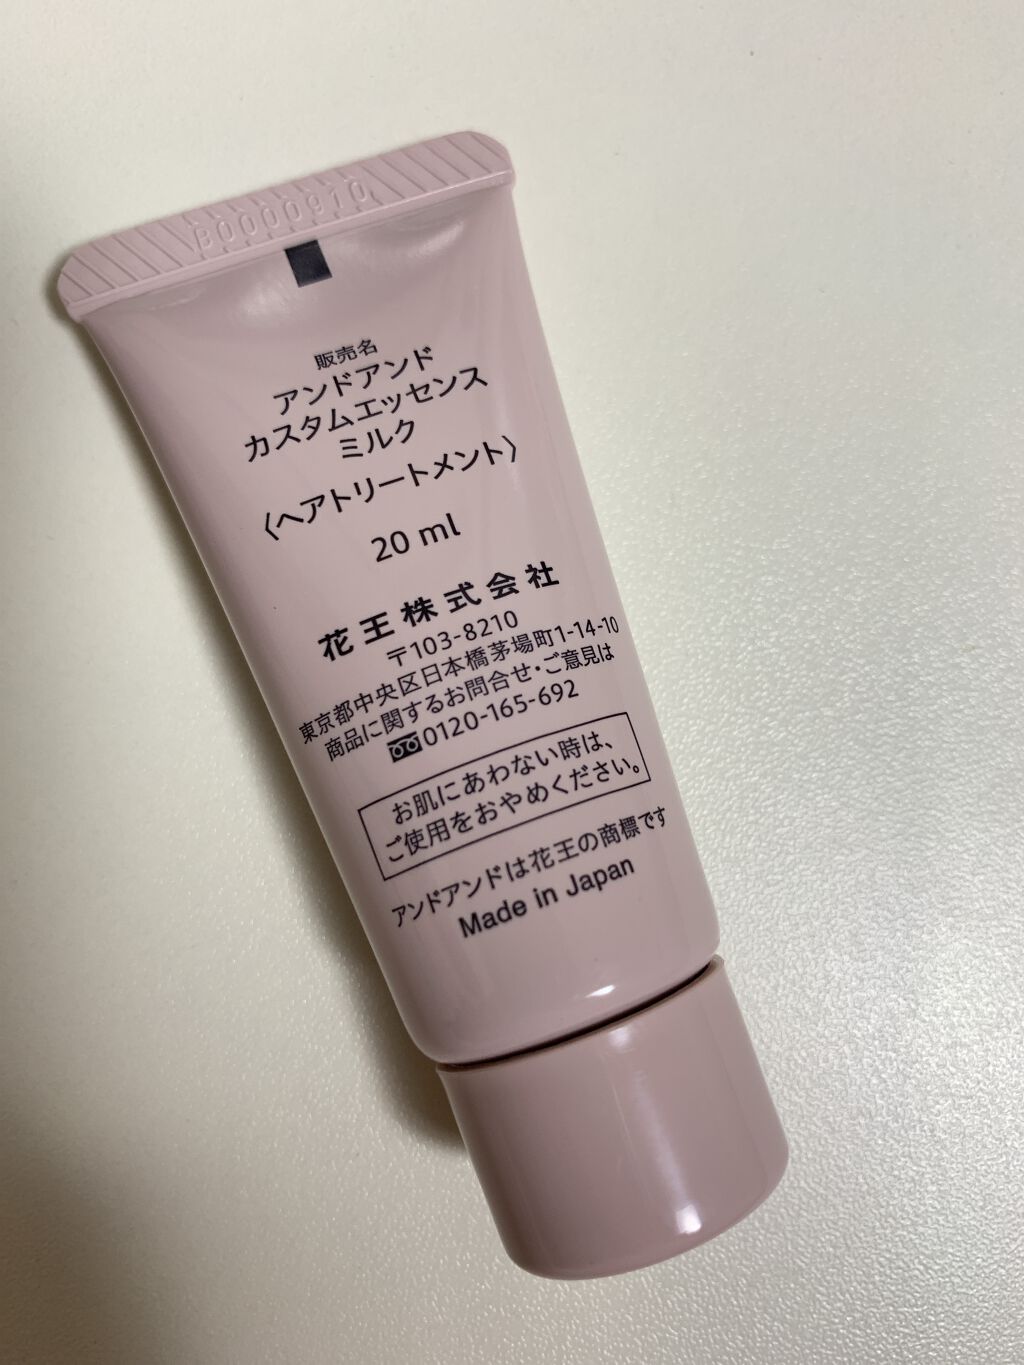 B0000910
販売名
アンドアンド
カスタムエッセンス
ミルク
〈ヘアトリートメント〉
20 ml
花王株式会社
〒103-8210
東京都中央区日本橋茅場町1-14-10
商品に関するお問合せ・ご意見は
0120-165-692
お肌にあわない時は、
ご使用をおやめください。
アンドアンドは花王の商標です
Made in Japan